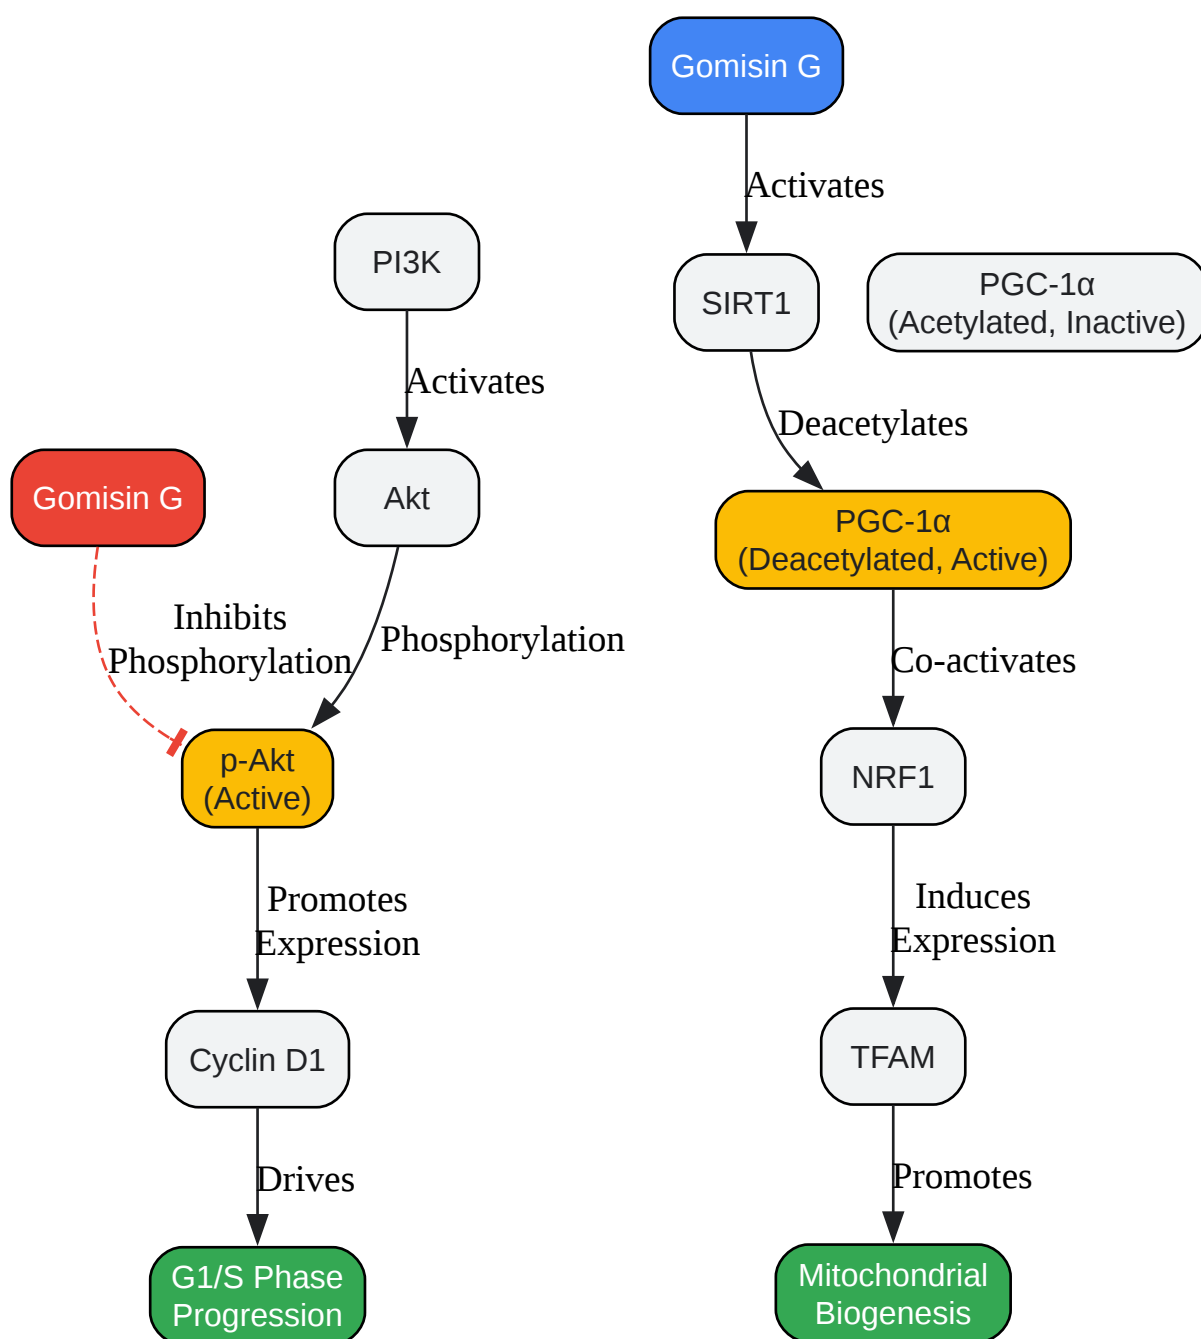 Gomisin G
Activates
PI3K
SIRT1
PGC-1α
(Acetylated, Inactive)
Activates
Deacetylates
Gomisin G
Akt
PGC-1α
(Deacetylated, Active)
Inhibits
Phosphorylation
Phosphorylation
Co-activates
p-Akt
(Active)
NRF1
Promotes
Expression
Induces
Expression
Cyclin D1
TFAM
Drives
Promotes
G1/S Phase
Progression
Mitochondrial
Biogenesis